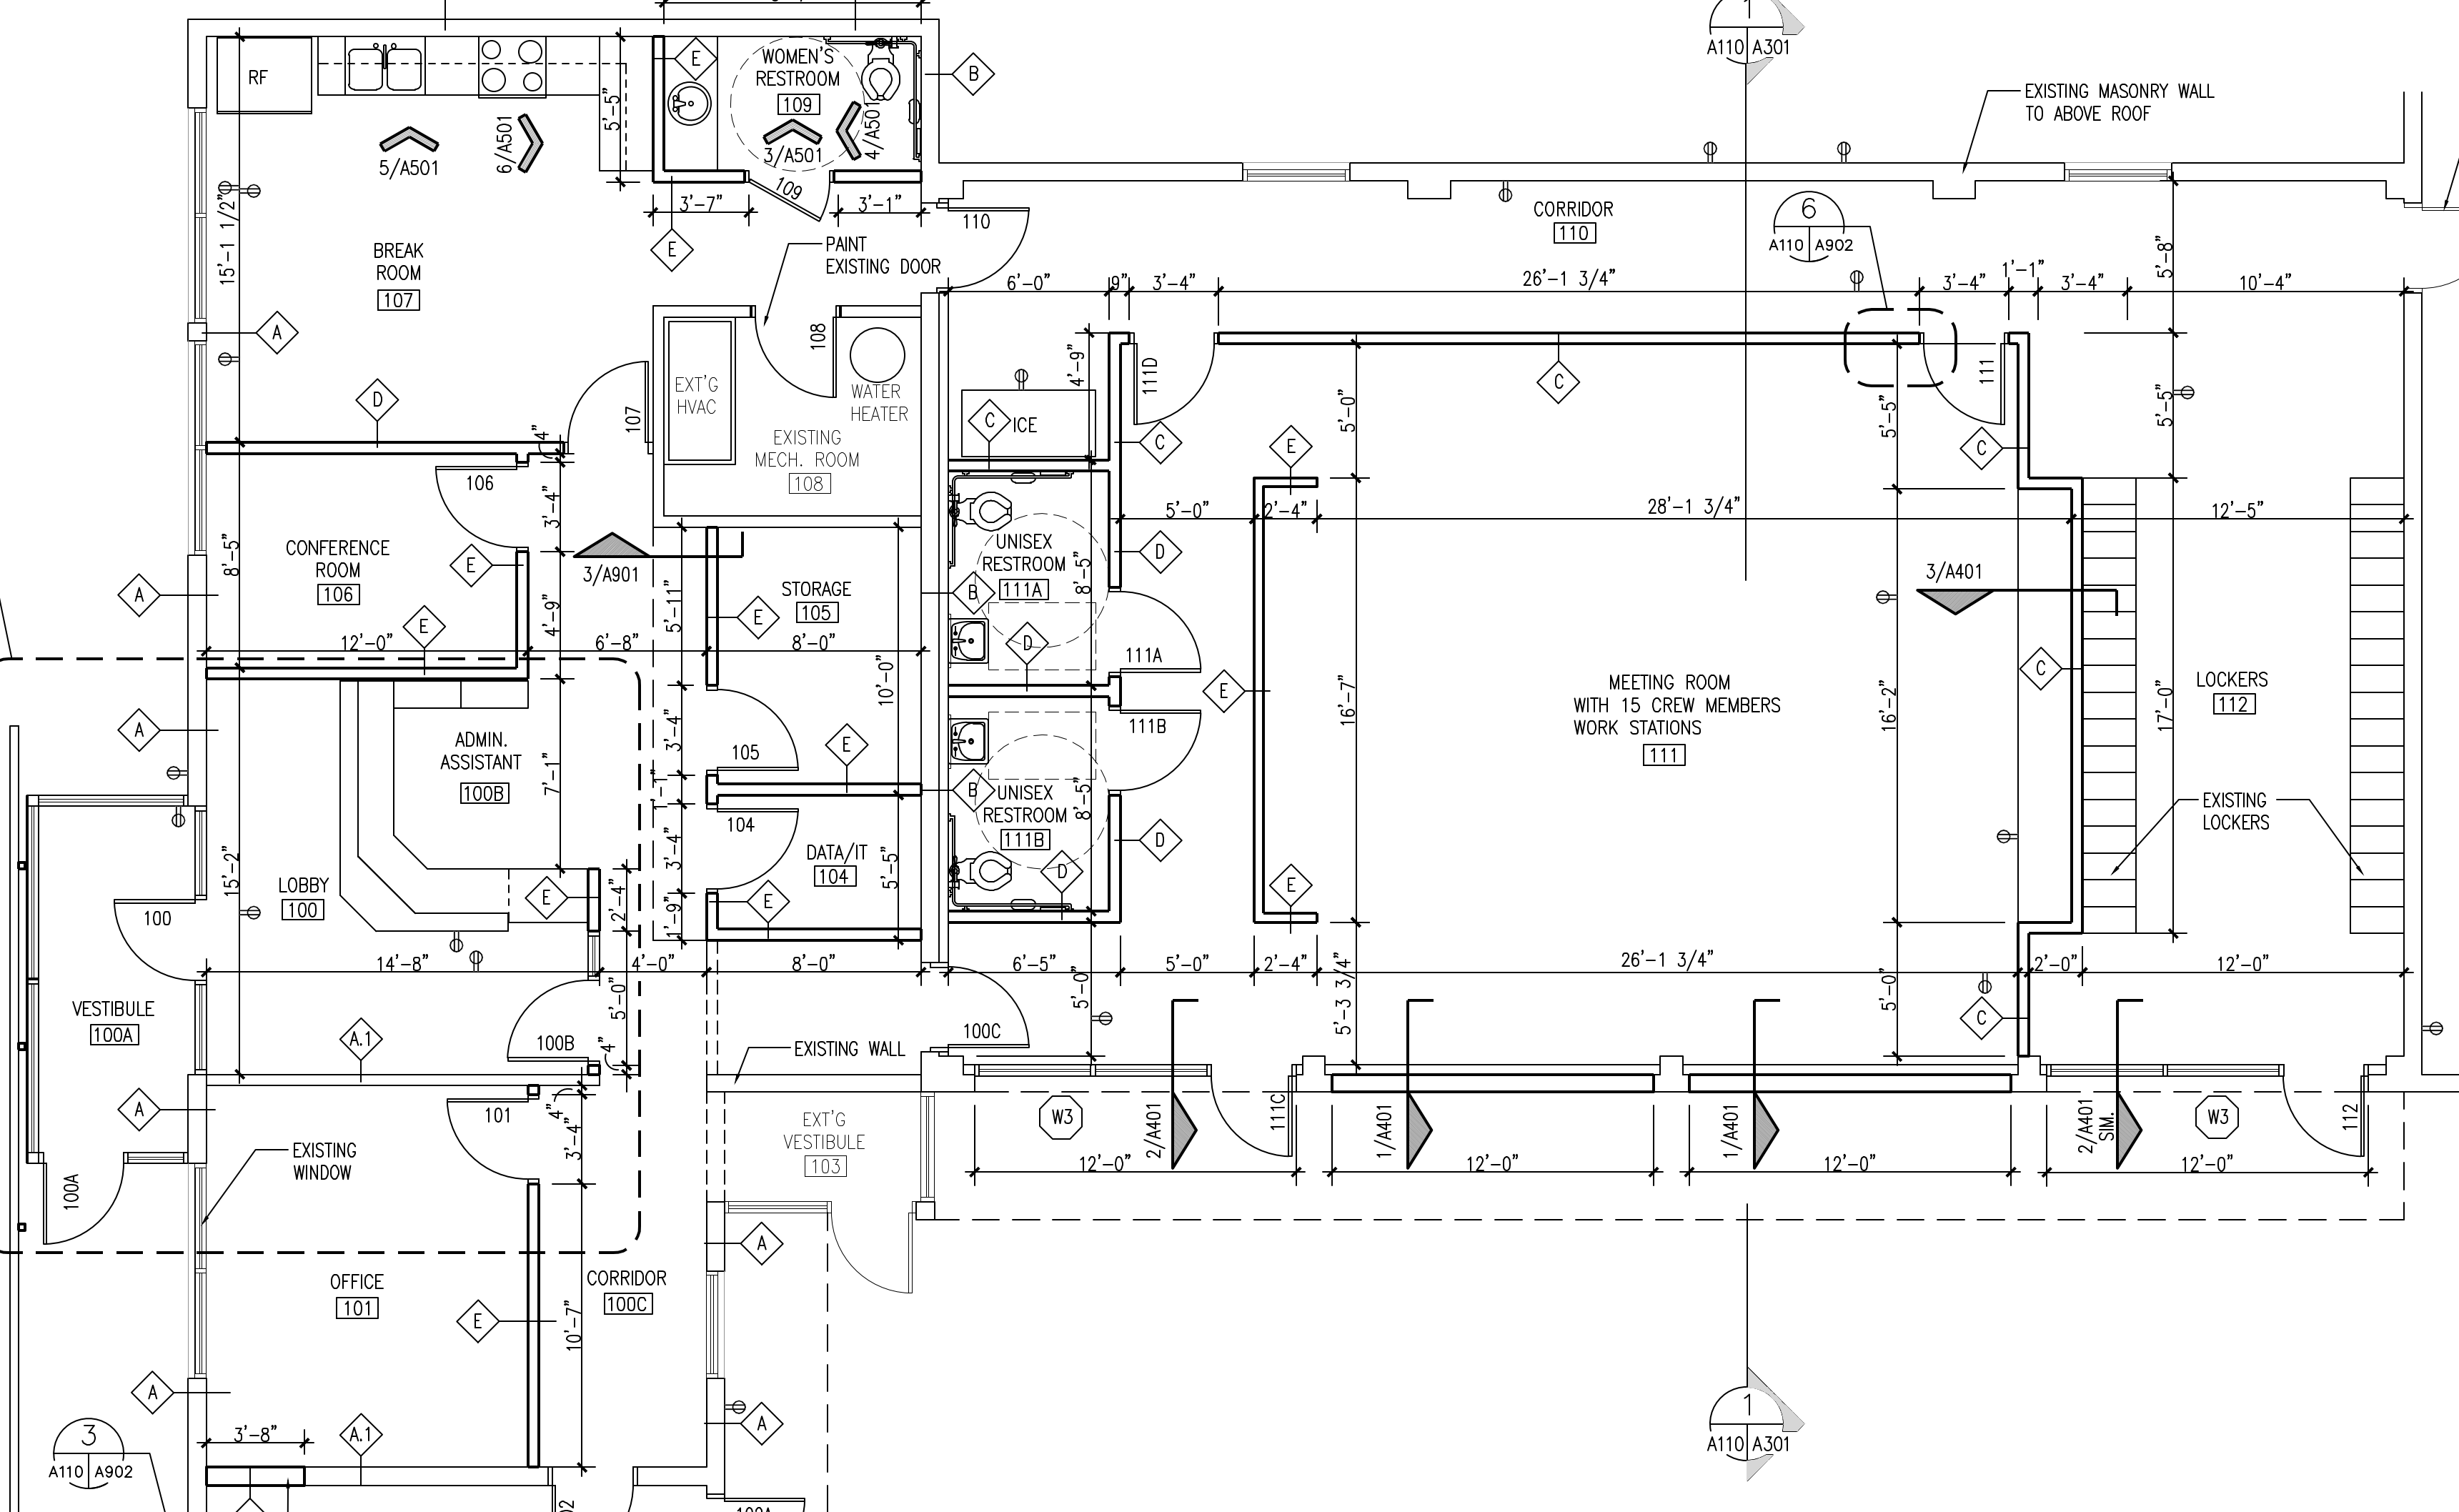 1
A110 A301
RF
E
WOMEN'S
RESTROOM
109
B
5'-5"
5/A501
6/A501
3/A501
4/A501
EXISTING MASONRY WALL
TO ABOVE ROOF
109
3'-7"
3'-1"
110
CORRIDOR
110
6
A110 A902
15'-1 1/2"
BREAK
ROOM
107
E
PAINT
EXISTING DOOR
5'-8"
6'-0"
9"
3'-4"
26'-1 3/4"
3'-4"
1'-1"
3'-4"
10'-4"
A
108
EXT'G
HVAC
WATER
HEATER
4'-9"
111D
C
111
D
107
4"
C
ICE
C
5'-0"
5'-5"
5'-5"
C
EXISTING
MECH. ROOM
108
E
106
3'-4"
5'-0"
2'-4"
28'-1 3/4"
12'-5"
8'-5"
CONFERENCE
ROOM
106
E
3/A901
UNISEX
RESTROOM
111A
D
8'-5"
3/A401
A
STORAGE
105
B
5'-11"
E
4'-9"
E
12'-0"
6'-8"
8'-0"
D
111A
10'-0"
E
C
MEETING ROOM
WITH 15 CREW MEMBERS
WORK STATIONS
111
16'-7"
16'-2"
LOCKERS
112
17'-0"
A
ADMIN.
ASSISTANT
100B
7'-1"
3'-4"
105
E
111B
1'-1"
B
UNISEX
RESTROOM
111B
8'-5"
D
EXISTING
LOCKERS
104
3'-4"
DATA/IT
104
5'-5"
D
E
15'-2"
LOBBY
100
E
2'-4"
1'-9"
E
100
14'-8"
4'-0"
8'-0"
6'-5"
5'-0"
2'-4"
26'-1 3/4"
2'-0"
12'-0"
5'-0"
5'-0"
5'-3 3/4"
5'-0"
VESTIBULE
100A
A.1
100B
4"
EXISTING WALL
100C
C
A
101
4"
3'-4"
EXT'G
VESTIBULE
103
W3
2/A401
111C
1/A401
1/A401
2/A401
SIM.
W3
112
EXISTING
WINDOW
12'-0"
12'-0"
12'-0"
12'-0"
100A
A
OFFICE
101
E
10'-7"
CORRIDOR
100C
A
A
3'-8"
A.1
3
A110 A902
1
A110 A301